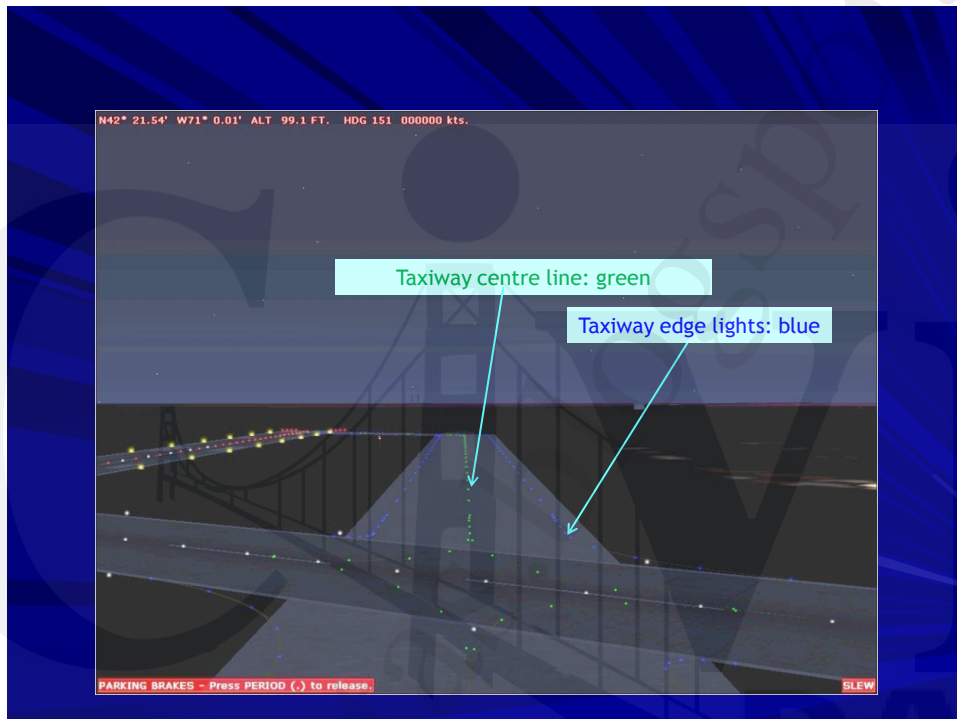 N42° 21.54' W71° 0.01' ALT 99.1 FT. HDG 151 000000 kts.
Taxiway centre line: green
Taxiway edge lights: blue
PARKING BRAKES - Press PERIOD (.) to release.
SLEW